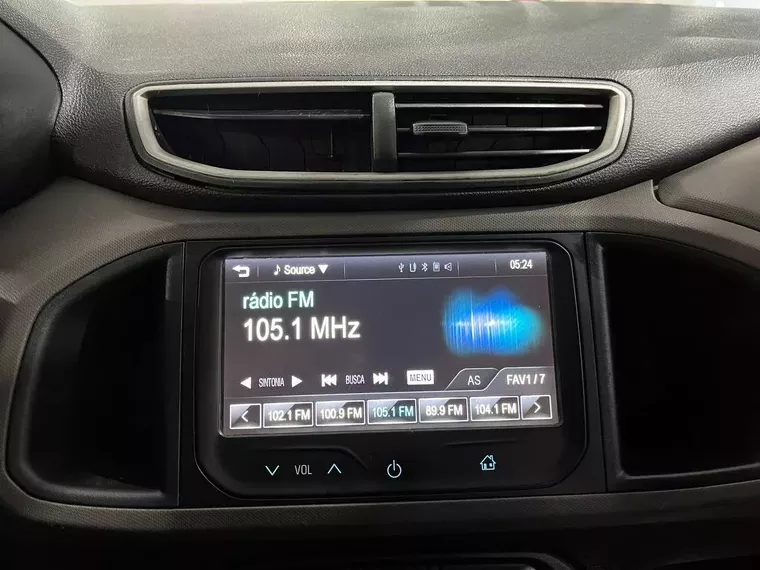 Source 05:24
rádio FM
105.1 MHz
SINTONIA BUSCA MENU AS FAV1 / 7
102.1 FM 100.9 FM 105.1 FM 89.9 FM 104.1 FM
VOL